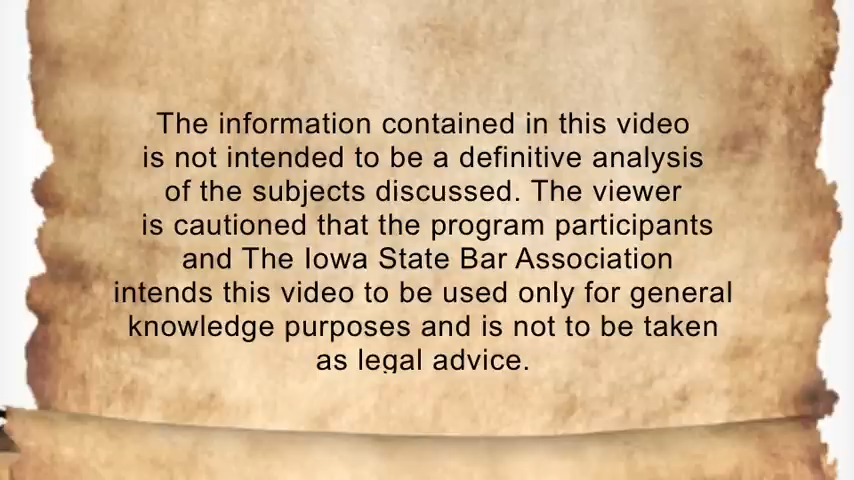 The information contained in this video
is not intended to be a definitive analysis
of the subjects discussed. The viewer
is cautioned that the program participants
and The Iowa State Bar Association
intends this video to be used only for general
knowledge purposes and is not to be taken
as legal advice.